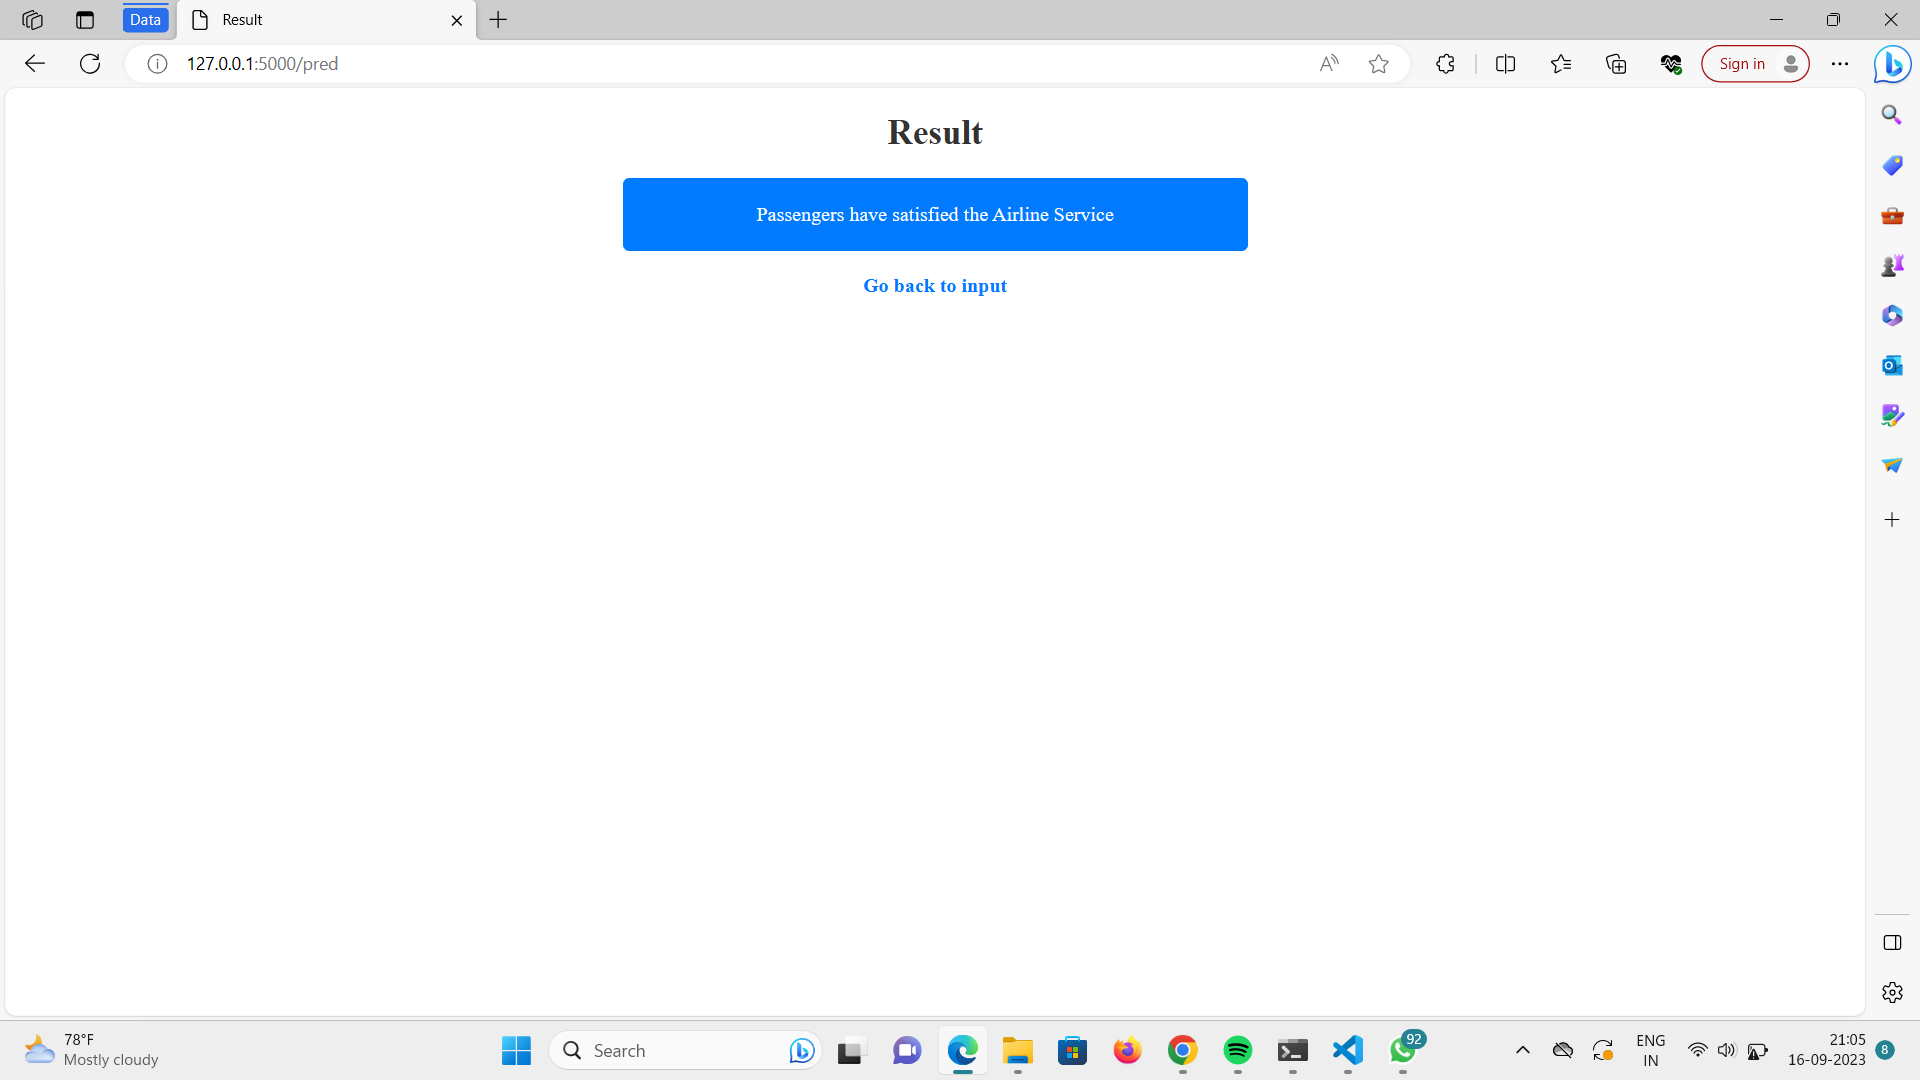 Data
Result
127.0.0.1:5000/pred
Sign in
Result
Passengers have satisfied the Airline Service
Go back to input
78°F
Mostly cloudy
Search
92
ENG
IN
21:05
16-09-2023
8